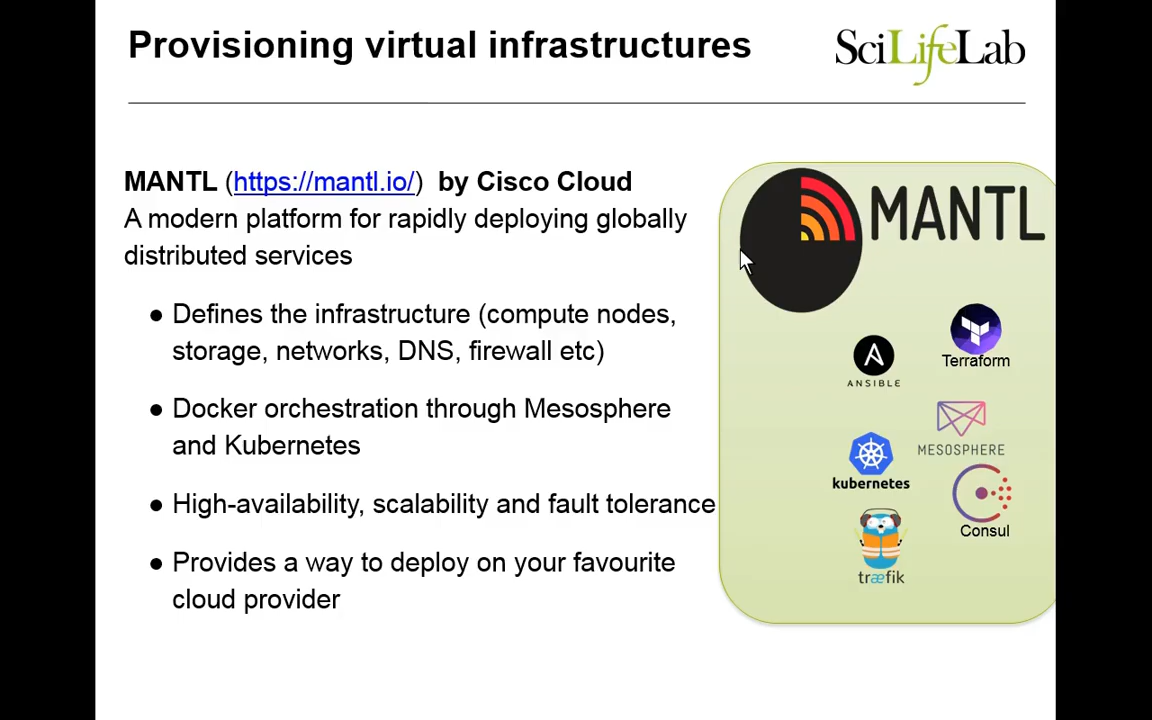 Provisioning virtual infrastructures
SciLifeLab
MANTL (https://mantl.io/) by Cisco Cloud
A modern platform for rapidly deploying globally
distributed services
● Defines the infrastructure (compute nodes,
storage, networks, DNS, firewall etc)
● Docker orchestration through Mesosphere
and Kubernetes
● High-availability, scalability and fault tolerance
● Provides a way to deploy on your favourite
cloud provider
MANTL
Terraform
ANSIBLE
MESOSPHERE
kubernetes
Consul
træfik